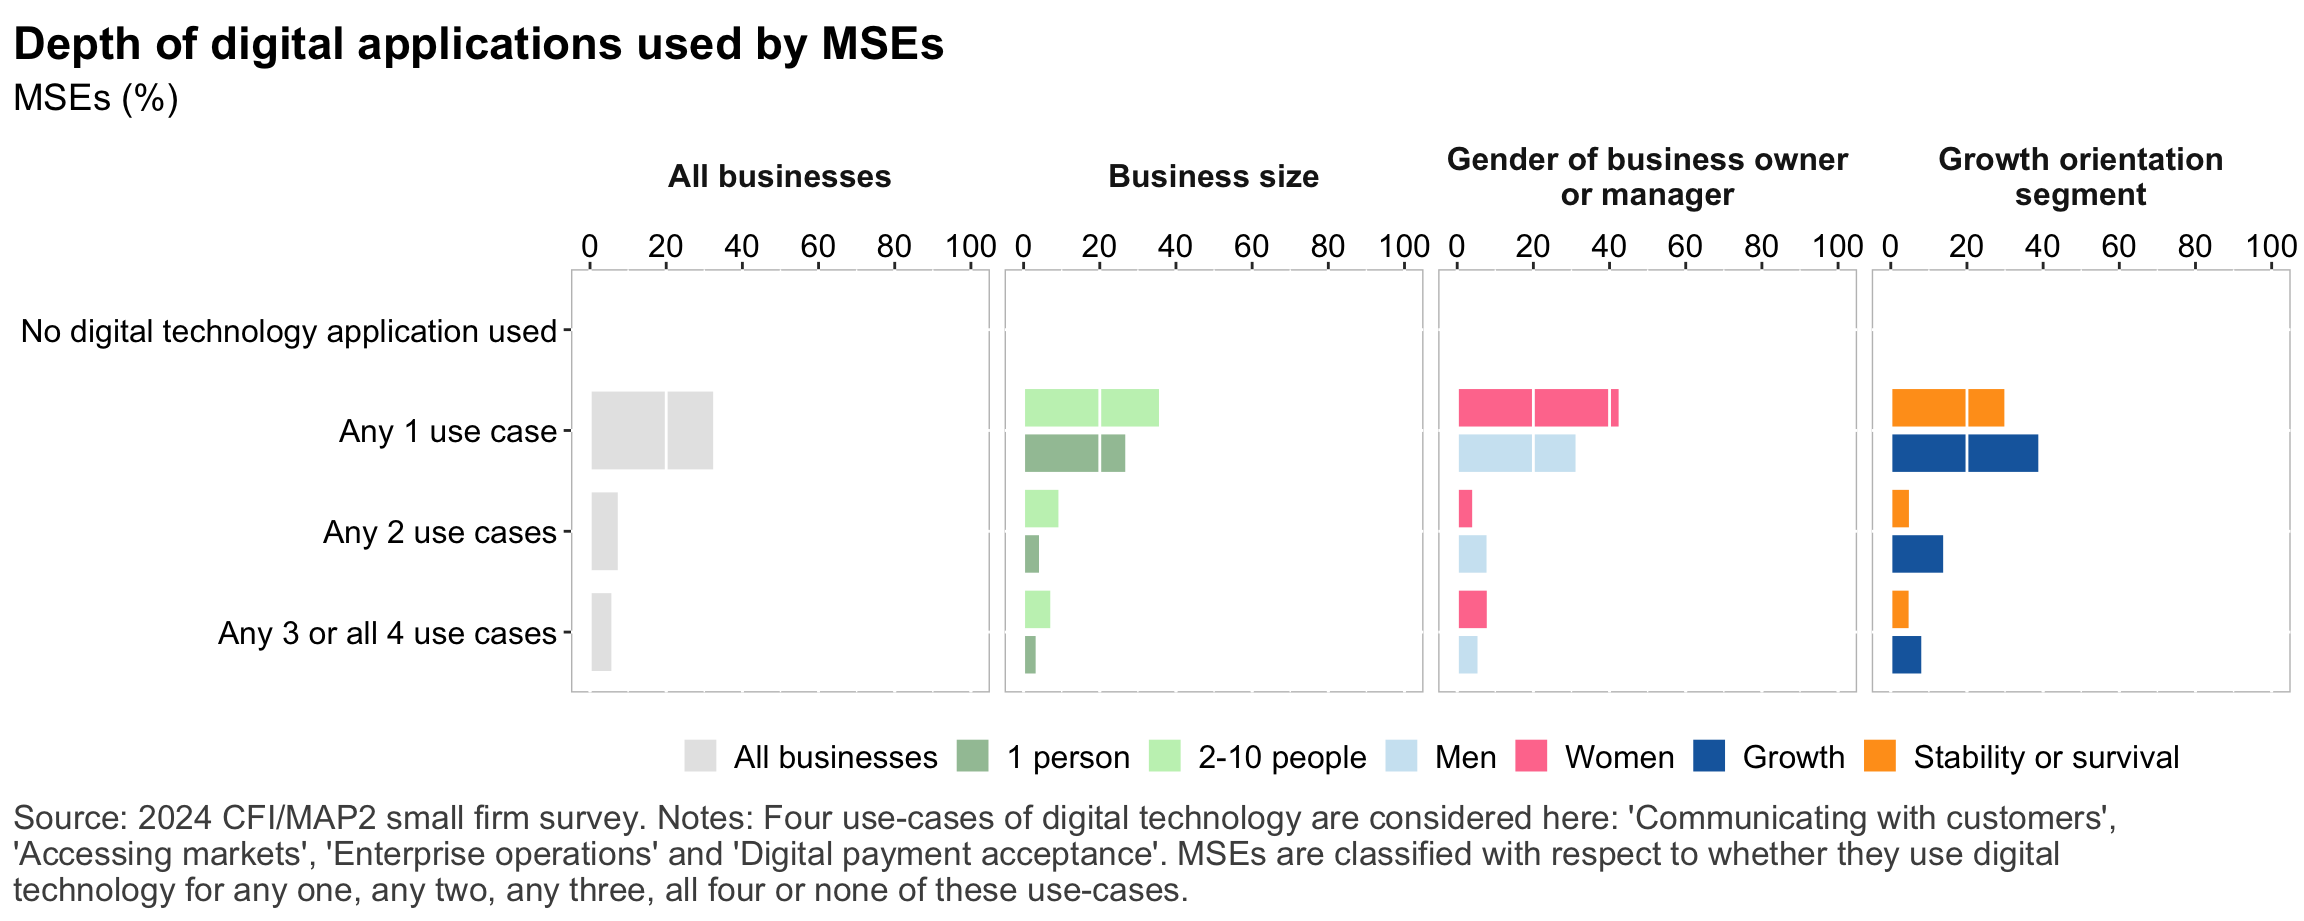 Depth of digital applications used by MSEs
MSEs (%)
All businesses
Business size
Gender of business owner
or manager
Growth orientation
segment
0 20 40 60 80 100 0 20 40 60 80 100 0 20 40 60 80 100 0 20 40 60 80 100
No digital technology application used
Any 1 use case
Any 2 use cases
Any 3 or all 4 use cases
All businesses 1 person 2-10 people Men Women Growth Stability or survival
Source: 2024 CFI/MAP2 small firm survey. Notes: Four use-cases of digital technology are considered here: 'Communicating with customers',
'Accessing markets', 'Enterprise operations' and 'Digital payment acceptance'. MSEs are classified with respect to whether they use digital
technology for any one, any two, any three, all four or none of these use-cases.